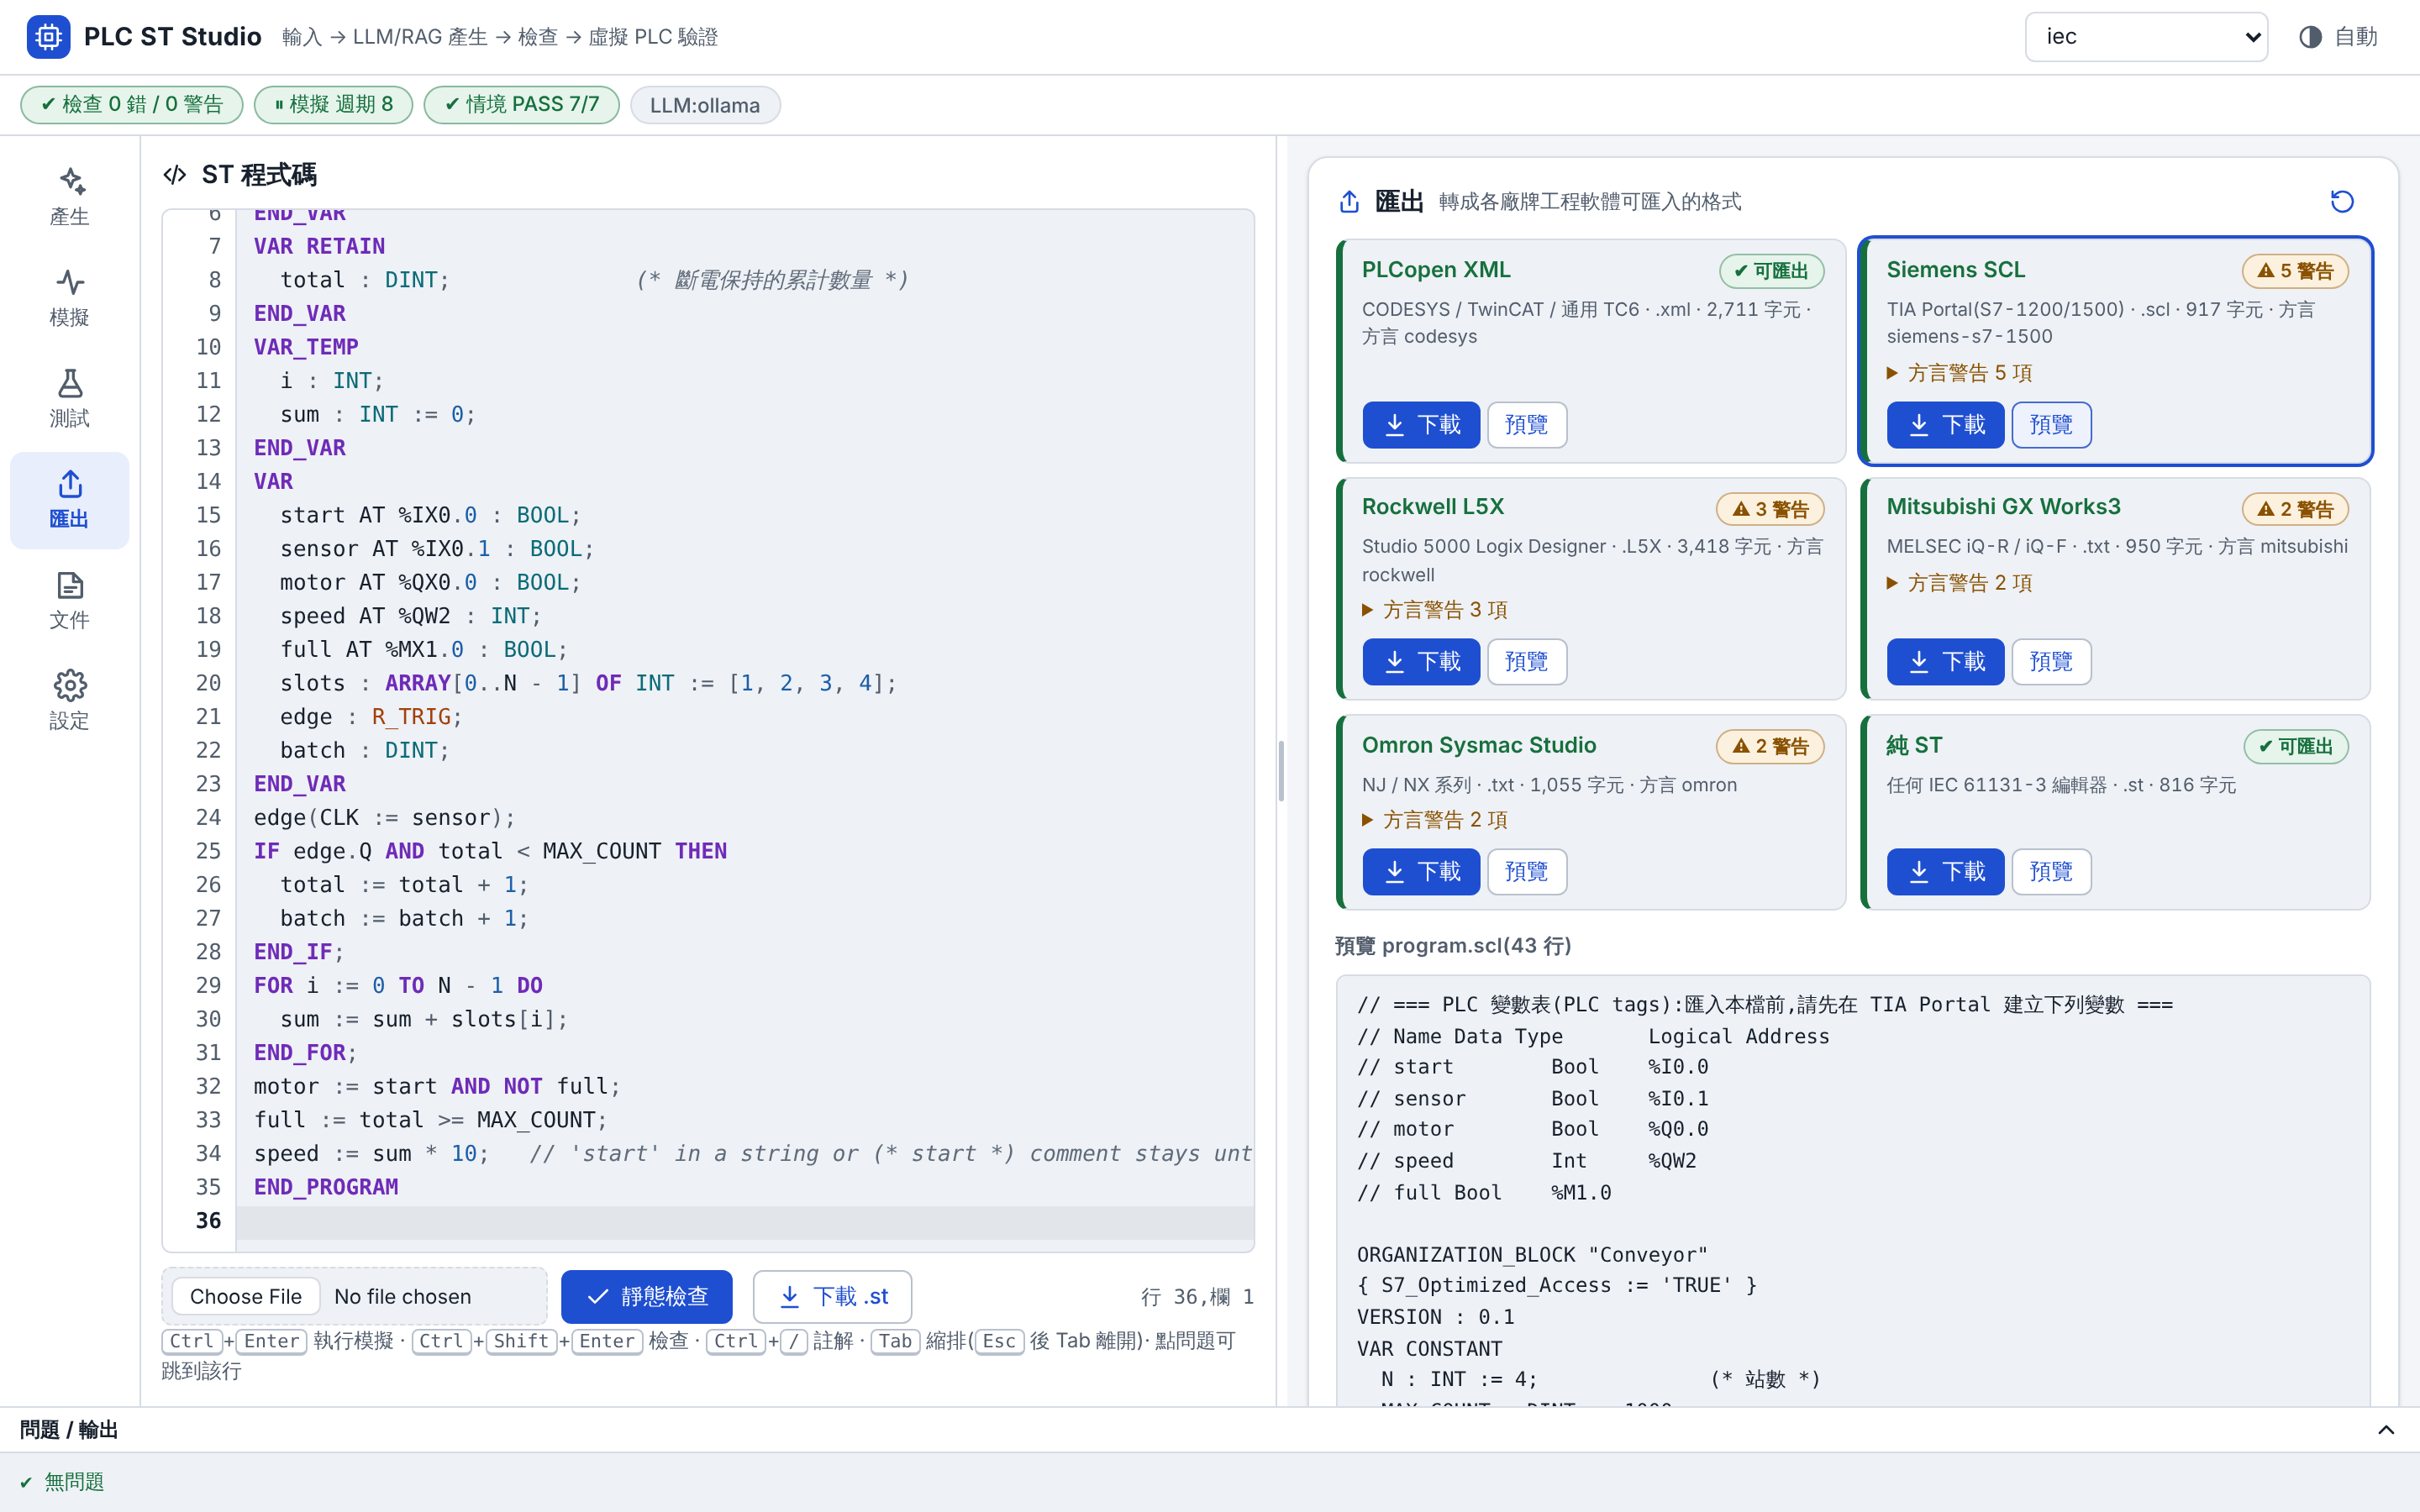 PLC ST Studio 輸入 → LLM/RAG 產生 → 檢查 → 虛擬 PLC 驗證
iec
自動
✔ 檢查 0 錯 / 0 警告
⏸ 模擬 週期 8
✔ 情境 PASS 7/7
LLM:ollama
產生
模擬
測試
匯出
文件
設定
</> ST 程式碼
6 END_VAR
7 VAR RETAIN
8 total : DINT; (* 斷電保持的累計數量 *)
9 END_VAR
10 VAR_TEMP
11 i : INT;
12 sum : INT := 0;
13 END_VAR
14 VAR
15 start AT %IX0.0 : BOOL;
16 sensor AT %IX0.1 : BOOL;
17 motor AT %QX0.0 : BOOL;
18 speed AT %QW2 : INT;
19 full AT %MX1.0 : BOOL;
20 slots : ARRAY[0..N - 1] OF INT := [1, 2, 3, 4];
21 edge : R_TRIG;
22 batch : DINT;
23 END_VAR
24 edge(CLK := sensor);
25 IF edge.Q AND total < MAX_COUNT THEN
26 total := total + 1;
27 batch := batch + 1;
28 END_IF;
29 FOR i := 0 TO N - 1 DO
30 sum := sum + slots[i];
31 END_FOR;
32 motor := start AND NOT full;
33 full := total >= MAX_COUNT;
34 speed := sum * 10; // 'start' in a string or (* start *) comment stays unt
35 END_PROGRAM
36
Choose File No file chosen
靜態檢查
下載 .st
行 36,欄 1
Ctrl+Enter 執行模擬 · Ctrl+Shift+Enter 檢查 · Ctrl+/ 註解 · Tab 縮排(Esc 後 Tab 離開)· 點問題可
跳到該行
匯出 轉成各廠牌工程軟體可匯入的格式
PLCopen XML ✔ 可匯出
CODESYS / TwinCAT / 通用 TC6 · .xml · 2,711 字元 ·
方言 codesys
下載 預覽
Siemens SCL ⚠ 5 警告
TIA Portal(S7-1200/1500) · .scl · 917 字元 · 方言
siemens-s7-1500
▶ 方言警告 5 項
下載 預覽
Rockwell L5X ⚠ 3 警告
Studio 5000 Logix Designer · .L5X · 3,418 字元 · 方言
rockwell
▶ 方言警告 3 項
下載 預覽
Mitsubishi GX Works3 ⚠ 2 警告
MELSEC iQ-R / iQ-F · .txt · 950 字元 · 方言 mitsubishi
▶ 方言警告 2 項
下載 預覽
Omron Sysmac Studio ⚠ 2 警告
NJ / NX 系列 · .txt · 1,055 字元 · 方言 omron
▶ 方言警告 2 項
下載 預覽
純 ST ✔ 可匯出
任何 IEC 61131-3 編輯器 · .st · 816 字元
下載 預覽
預覽 program.scl(43 行)
// === PLC 變數表(PLC tags):匯入本檔前,請先在 TIA Portal 建立下列變數 ===
// Name Data Type Logical Address
// start Bool %I0.0
// sensor Bool %I0.1
// motor Bool %Q0.0
// speed Int %QW2
// full Bool %M1.0
ORGANIZATION_BLOCK "Conveyor"
{ S7_Optimized_Access := 'TRUE' }
VERSION : 0.1
VAR CONSTANT
N : INT := 4; (* 站數 *)
問題 / 輸出
✔ 無問題